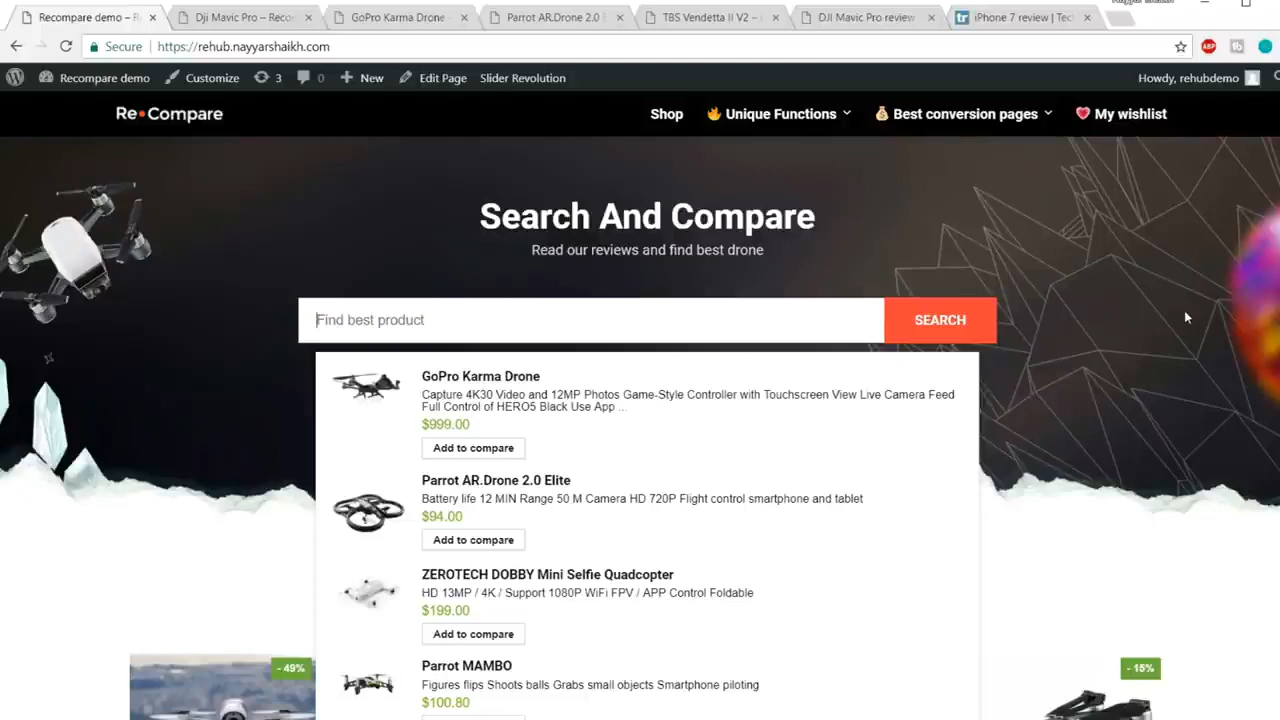 Recompare demo – R
Dji Mavic Pro – Reco
GoPro Karma Drone
Parrot AR.Drone 2.0
TBS Vendetta II V2 –
DJI Mavic Pro review
tr iPhone 7 review | Tec
Secure https://rehub.nayyarshaikh.com
ABP
Recompare demo Customize 3 0 New Edit Page Slider Revolution
Howdy, rehubdemo
Re•Compare
Shop Unique Functions Best conversion pages My wishlist
Search And Compare
Read our reviews and find best drone
Find best product
SEARCH
GoPro Karma Drone
Capture 4K30 Video and 12MP Photos Game-Style Controller with Touchscreen View Live Camera Feed
Full Control of HERO5 Black Use App ...
$999.00
Add to compare
Parrot AR.Drone 2.0 Elite
Battery life 12 MIN Range 50 M Camera HD 720P Flight control smartphone and tablet
$94.00
Add to compare
ZEROTECH DOBBY Mini Selfie Quadcopter
HD 13MP / 4K / Support 1080P WiFi FPV / APP Control Foldable
$199.00
Add to compare
Parrot MAMBO
Figures flips Shoots balls Grabs small objects Smartphone piloting
$100.80
- 49%
- 15%